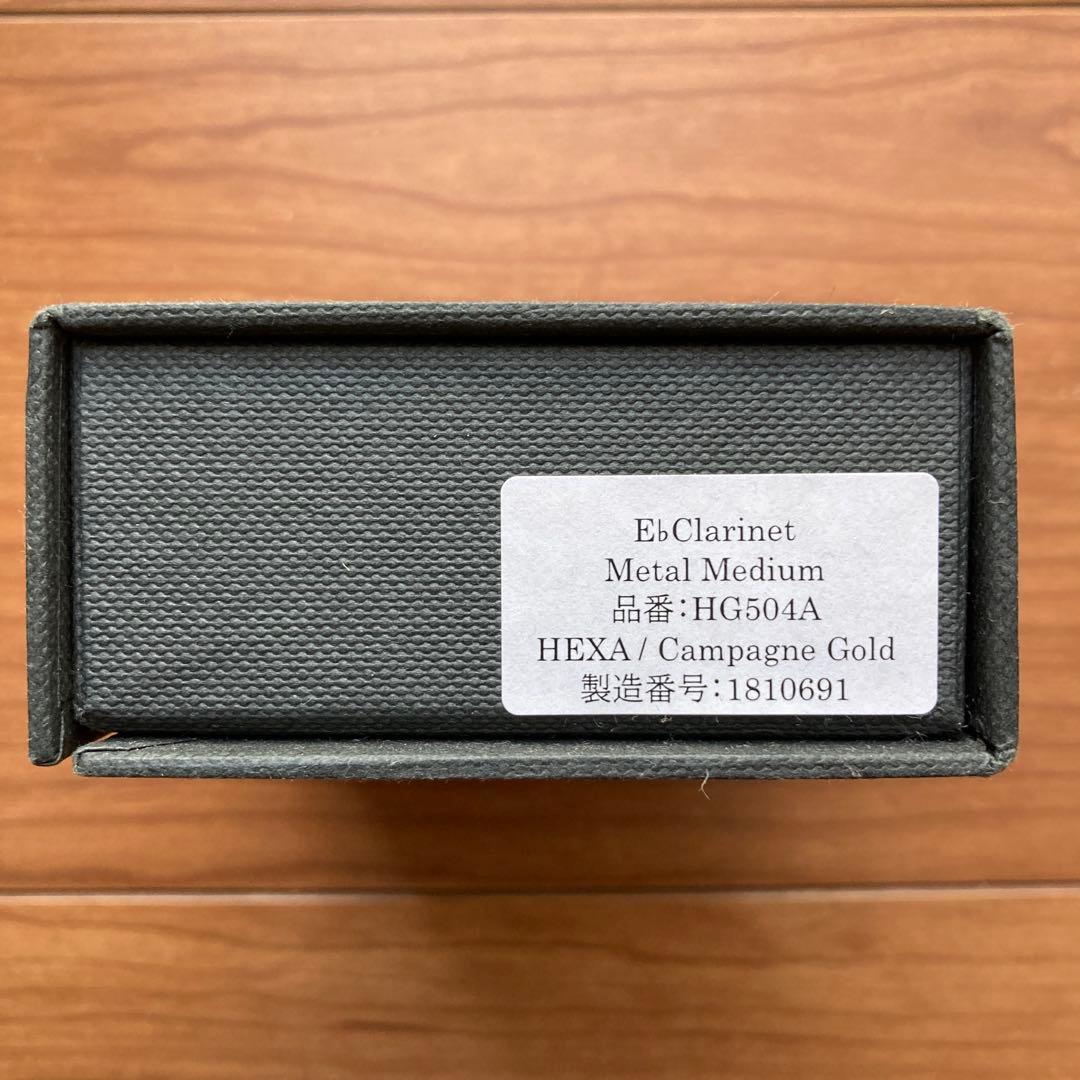 E♭Clarinet
Metal Medium
品番：HG504A
HEXA / Campagne Gold
製造番号：1810691